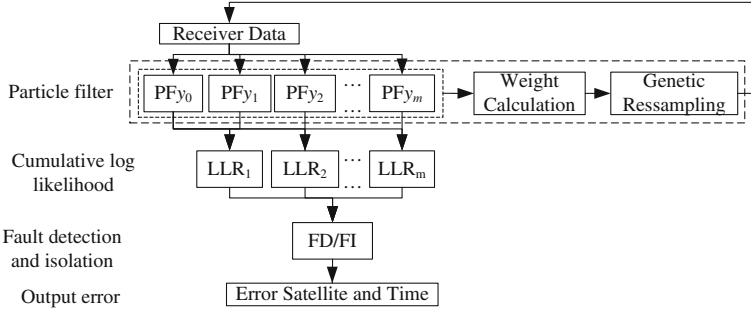 Receiver Data
Particle filter
PFy0 PFy1 PFy2 ... ... PFym
Weight
Calculation
Genetic
Ressampling
Cumulative log
likelihood
LLR1 LLR2 ... ... LLRm
Fault detection
and isolation
FD/FI
Output error
Error Satellite and Time